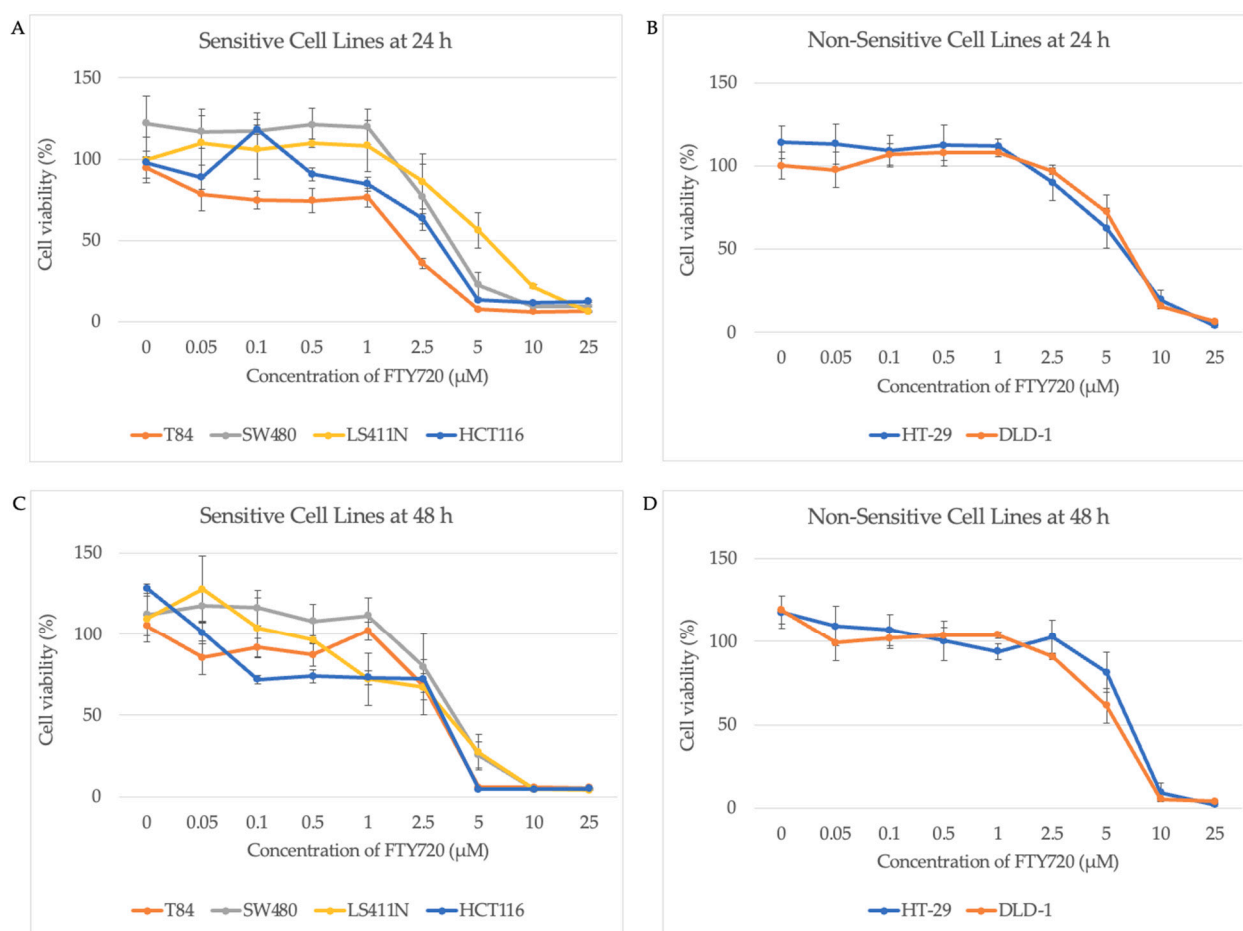 A
Sensitive Cell Lines at 24 h
Cell viability (%)
150
100
50
0
0 0.05 0.1 0.5 1 2.5 5 10 25
Concentration of FTY720 (µM)
T84 SW480 LS411N HCT116
B
Non-Sensitive Cell Lines at 24 h
Cell viability (%)
150
100
50
0
0 0.05 0.1 0.5 1 2.5 5 10 25
Concentration of FTY720 (µM)
HT-29 DLD-1
C
Sensitive Cell Lines at 48 h
Cell viability (%)
150
100
50
0
0 0.05 0.1 0.5 1 2.5 5 10 25
Concentration of FTY720 (µM)
T84 SW480 LS411N HCT116
D
Non-Sensitive Cell Lines at 48 h
Cell viability (%)
150
100
50
0
0 0.05 0.1 0.5 1 2.5 5 10 25
Concentration of FTY720 (µM)
HT-29 DLD-1